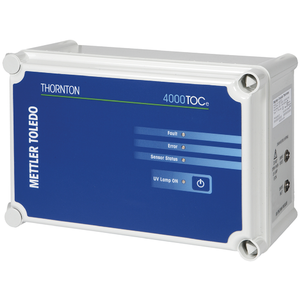 THORNTON
4000TOCe
METTLER TOLEDO
Fault
Error
Sensor Status
UV Lamp ON